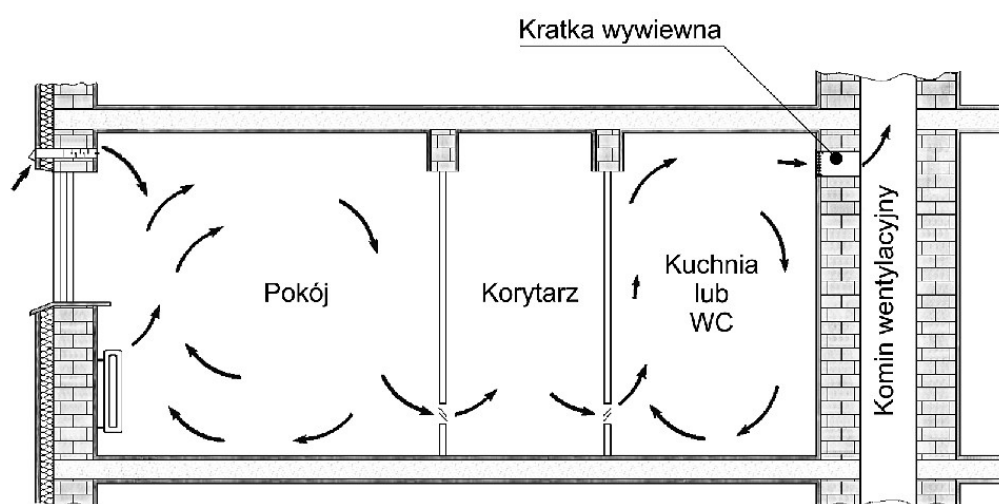 Kratka wywiewna
Pokój
Korytarz
Kuchnia
lub
WC
Komin wentylacyjny